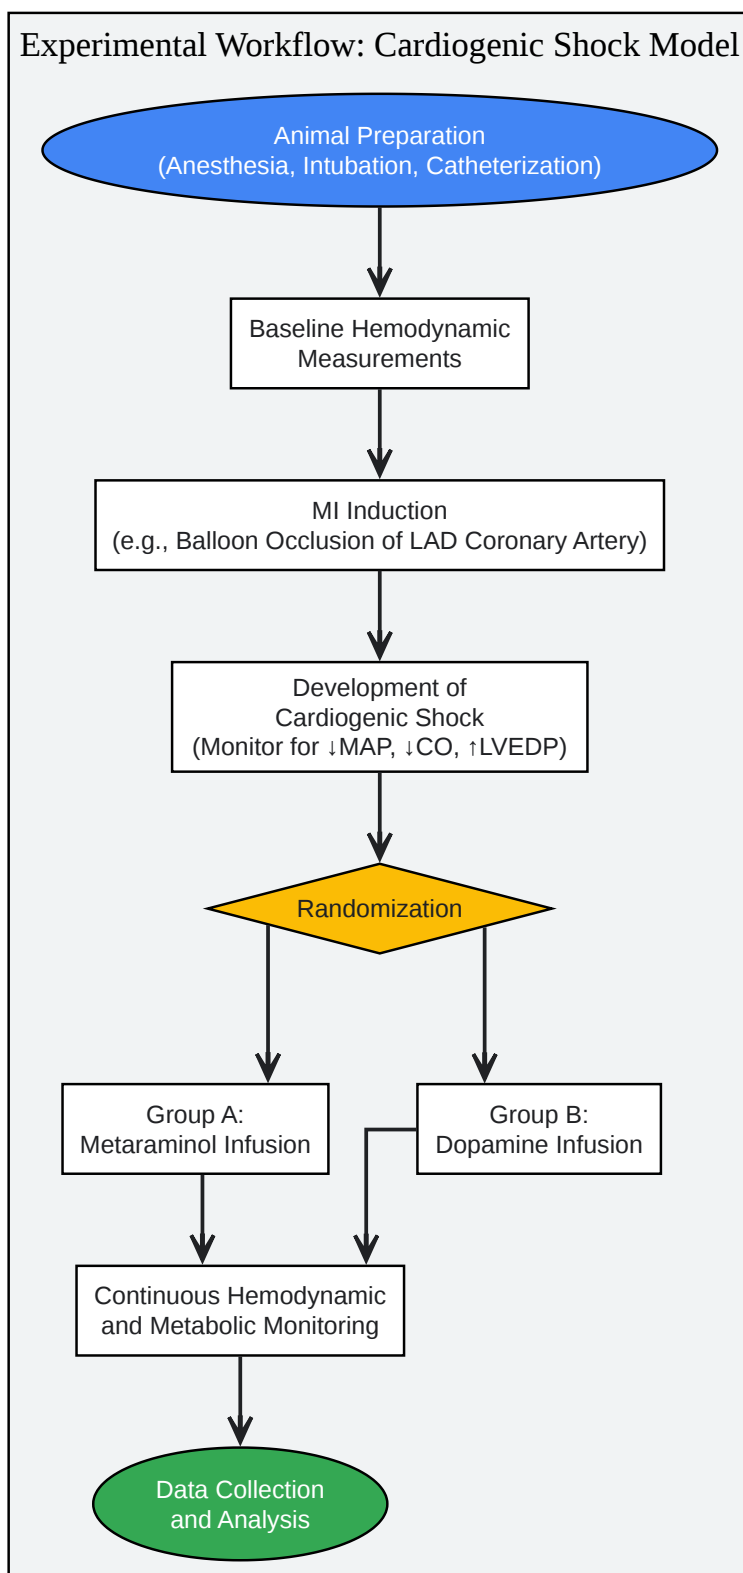 Experimental Workflow: Cardiogenic Shock Model
Animal Preparation
(Anesthesia, Intubation, Catheterization)
Baseline Hemodynamic
Measurements
MI Induction
(e.g., Balloon Occlusion of LAD Coronary Artery)
Development of
Cardiogenic Shock
(Monitor for ↓MAP, ↓CO, ↑LVEDP)
Randomization
Group A:
Metaraminol Infusion
Group B:
Dopamine Infusion
Continuous Hemodynamic
and Metabolic Monitoring
Data Collection
and Analysis